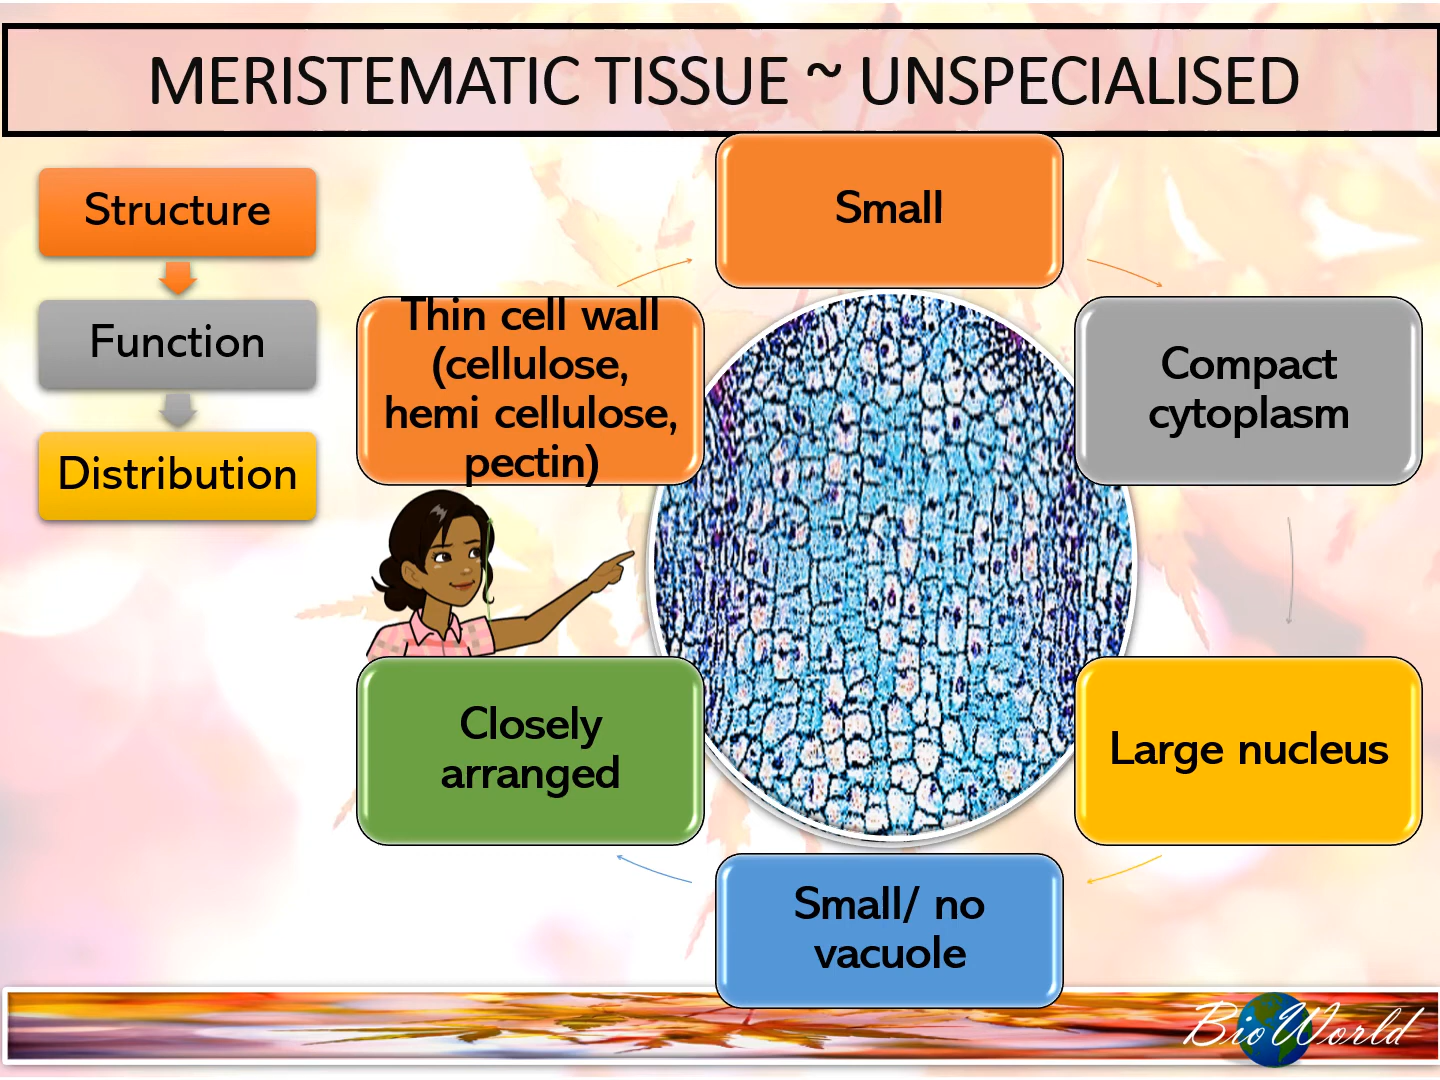 MERISTEMATIC TISSUE ~ UNSPECIALISED
Structure
Function
Distribution
Small
Compact
cytoplasm
Large nucleus
Small/ no
vacuole
Closely
arranged
Thin cell wall
(cellulose,
hemi cellulose,
pectin)
BioWorld